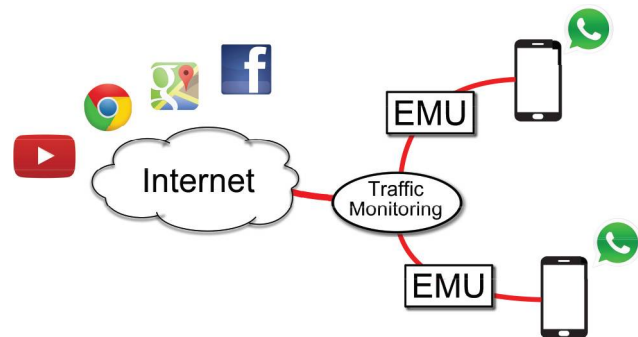 f
g
EMU
Internet
Traffic
Monitoring
EMU